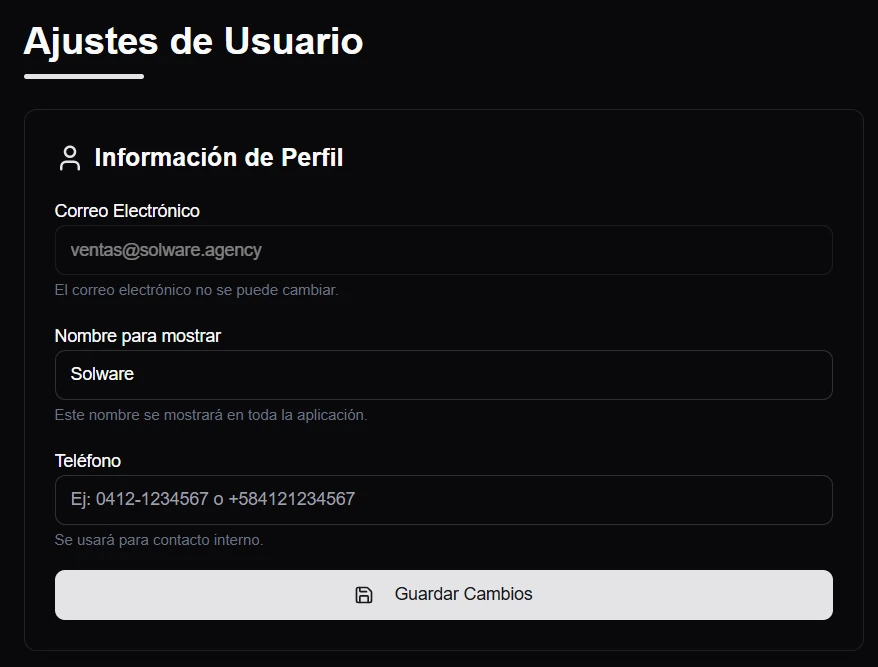 Ajustes de Usuario
Información de Perfil
Correo Electrónico
ventas@solware.agency
El correo electrónico no se puede cambiar.
Nombre para mostrar
Solware
Este nombre se mostrará en toda la aplicación.
Teléfono
Ej: 0412-1234567 o +584121234567
Se usará para contacto interno.
Guardar Cambios